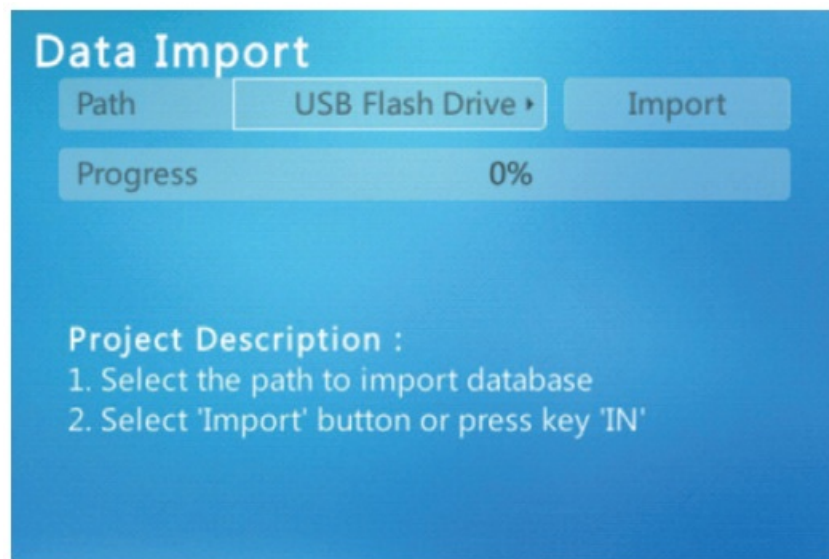 Data Import
Path USB Flash Drive ▸ Import
Progress 0%
Project Description :
1. Select the path to import database
2. Select 'Import' button or press key 'IN'